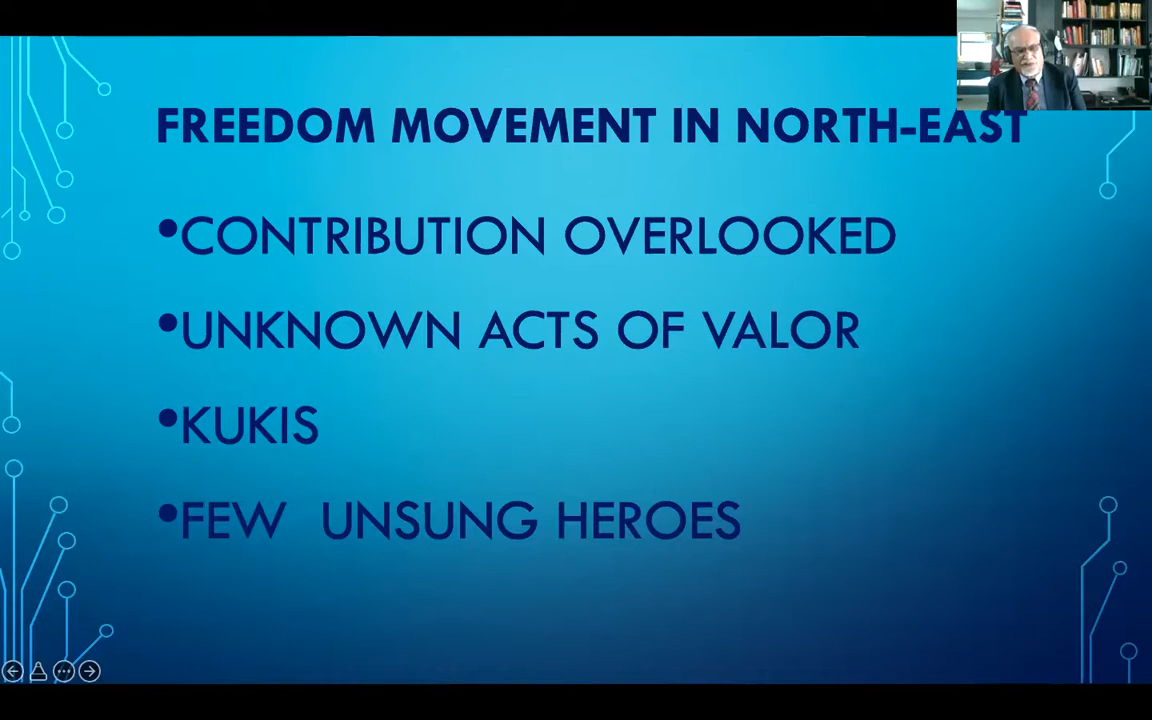 FREEDOM MOVEMENT IN NORTH-EAST
•CONTRIBUTION OVERLOOKED
•UNKNOWN ACTS OF VALOR
•KUKIS
•FEW UNSUNG HEROES